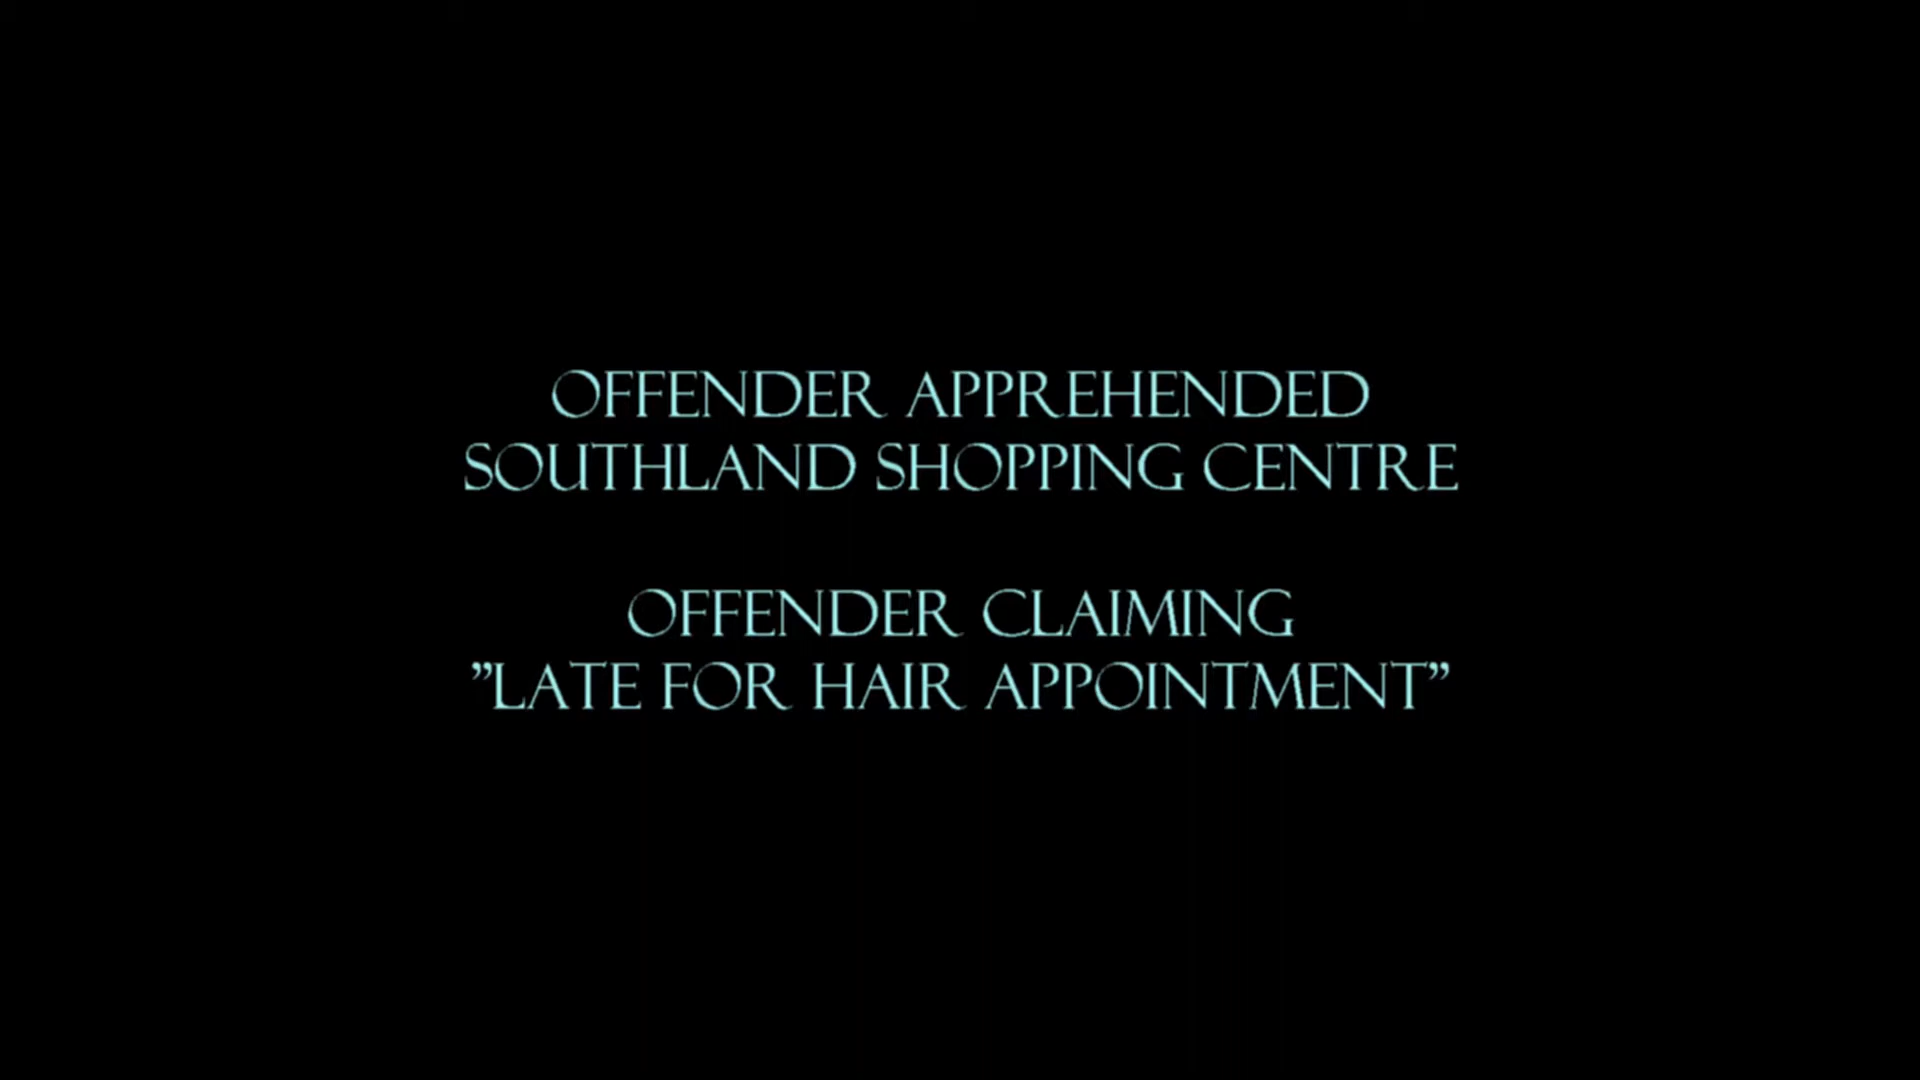 OFFENDER APPREHENDED
SOUTHLAND SHOPPING CENTRE
OFFENDER CLAIMING
”LATE FOR HAIR APPOINTMENT”